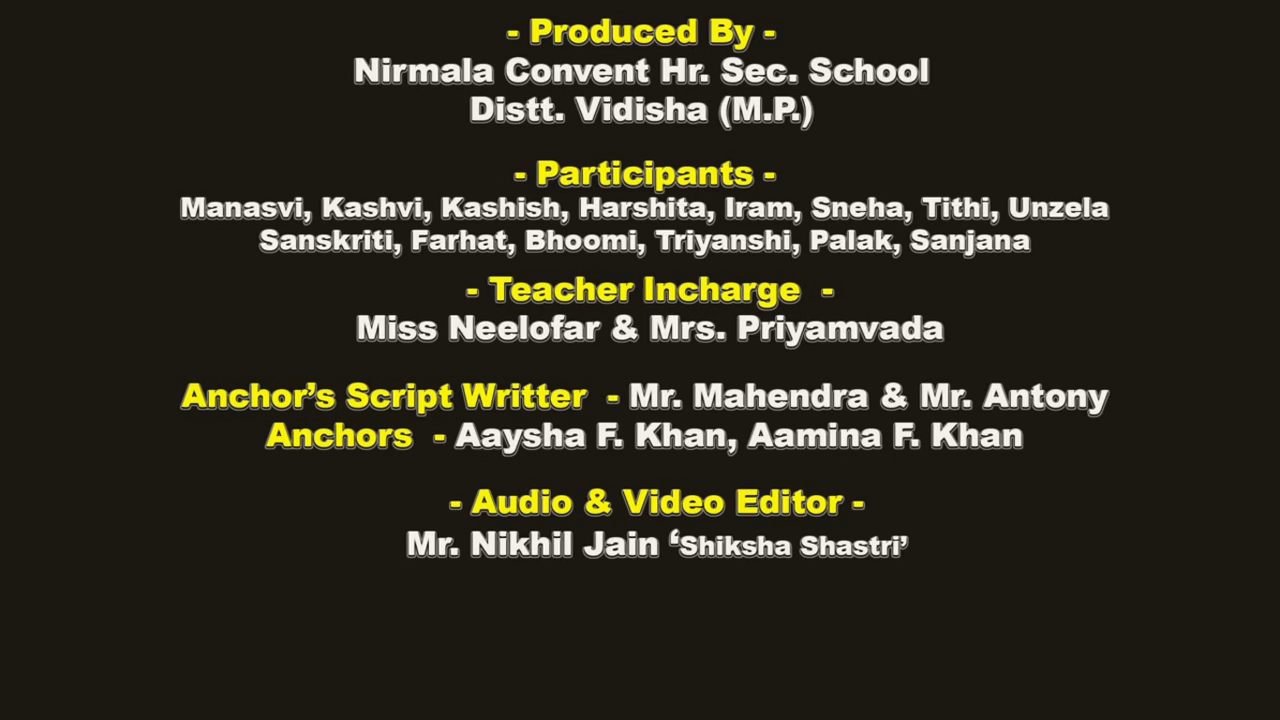 - Produced By -
Nirmala Convent Hr. Sec. School
Distt. Vidisha (M.P.)
- Participants -
Manasvi, Kashvi, Kashish, Harshita, Iram, Sneha, Tithi, Unzela
Sanskriti, Farhat, Bhoomi, Triyanshi, Palak, Sanjana
- Teacher Incharge -
Miss Neelofar & Mrs. Priyamvada
Anchor’s Script Writter - Mr. Mahendra & Mr. Antony
Anchors - Aaysha F. Khan, Aamina F. Khan
- Audio & Video Editor -
Mr. Nikhil Jain ‘Shiksha Shastri’